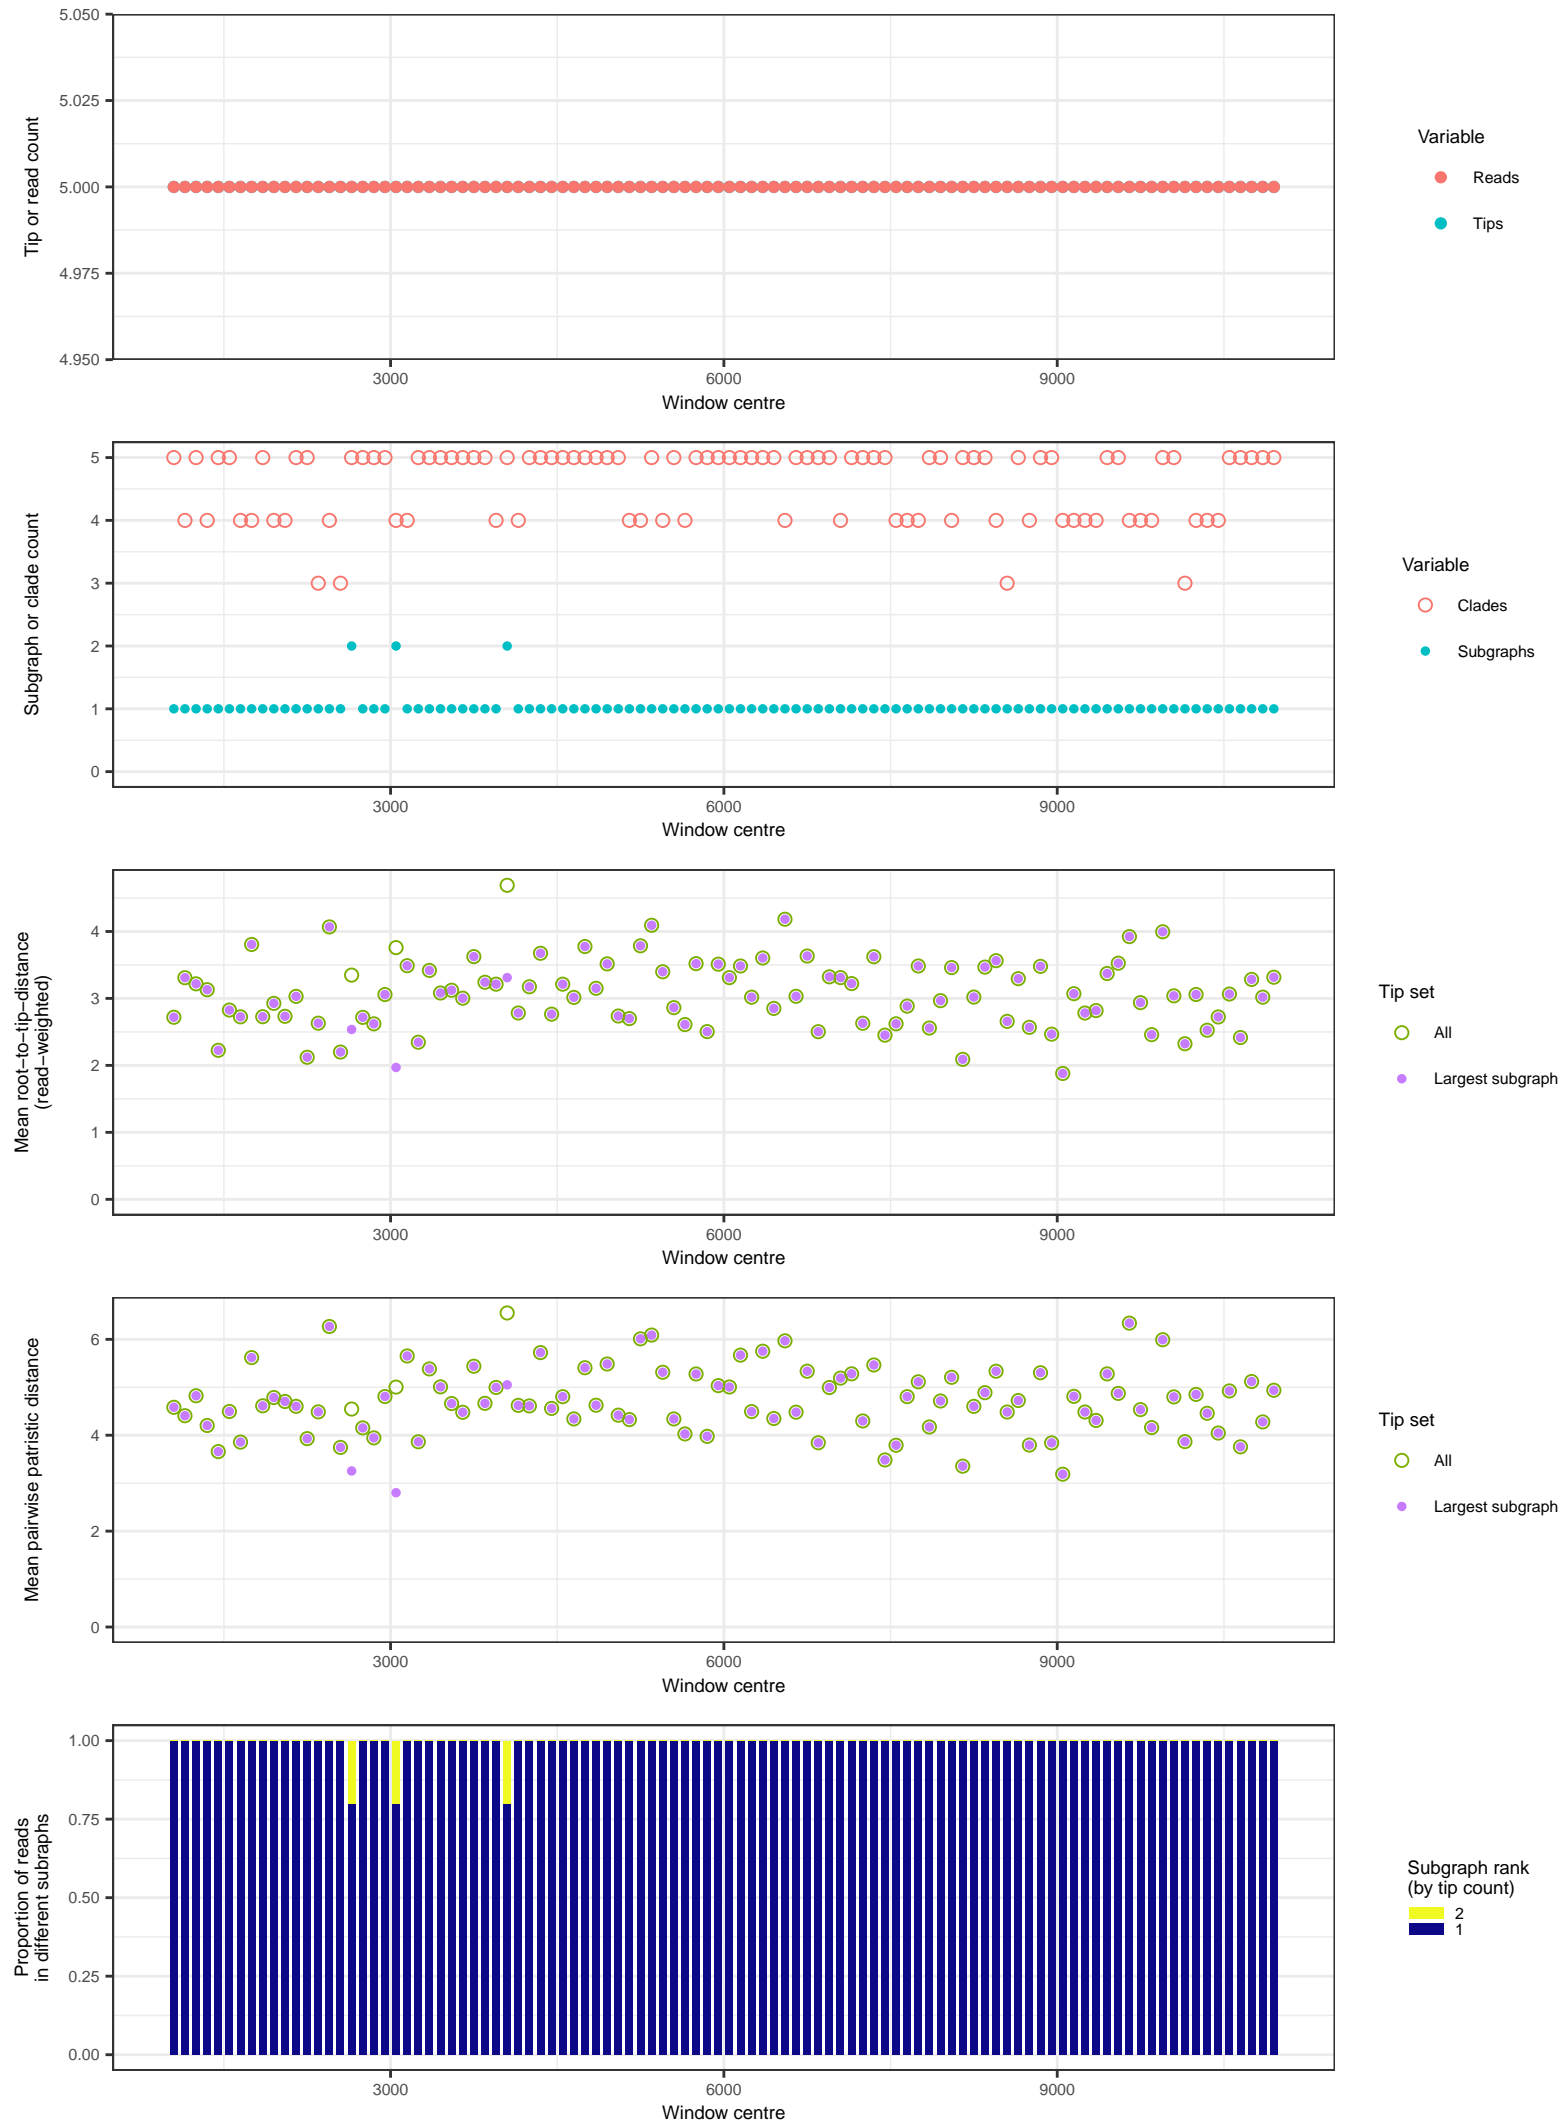 5.050
5.025
5.000
4.975
4.950
Tip or read count
3000 6000 9000
Window centre
Variable
Reads
Tips
5
4
3
2
1
0
Subgraph or clade count
3000 6000 9000
Window centre
Variable
Clades
Subgraphs
4
3
2
1
0
Mean root−to−tip−distance
(read−weighted)
3000 6000 9000
Window centre
Tip set
All
Largest subgraph
6
4
2
0
Mean pairwise patristic distance
3000 6000 9000
Window centre
Tip set
All
Largest subgraph
1.00
0.75
0.50
0.25
0.00
Proportion of reads
in different subraphs
3000 6000 9000
Window centre
Subgraph rank
(by tip count)
2
1